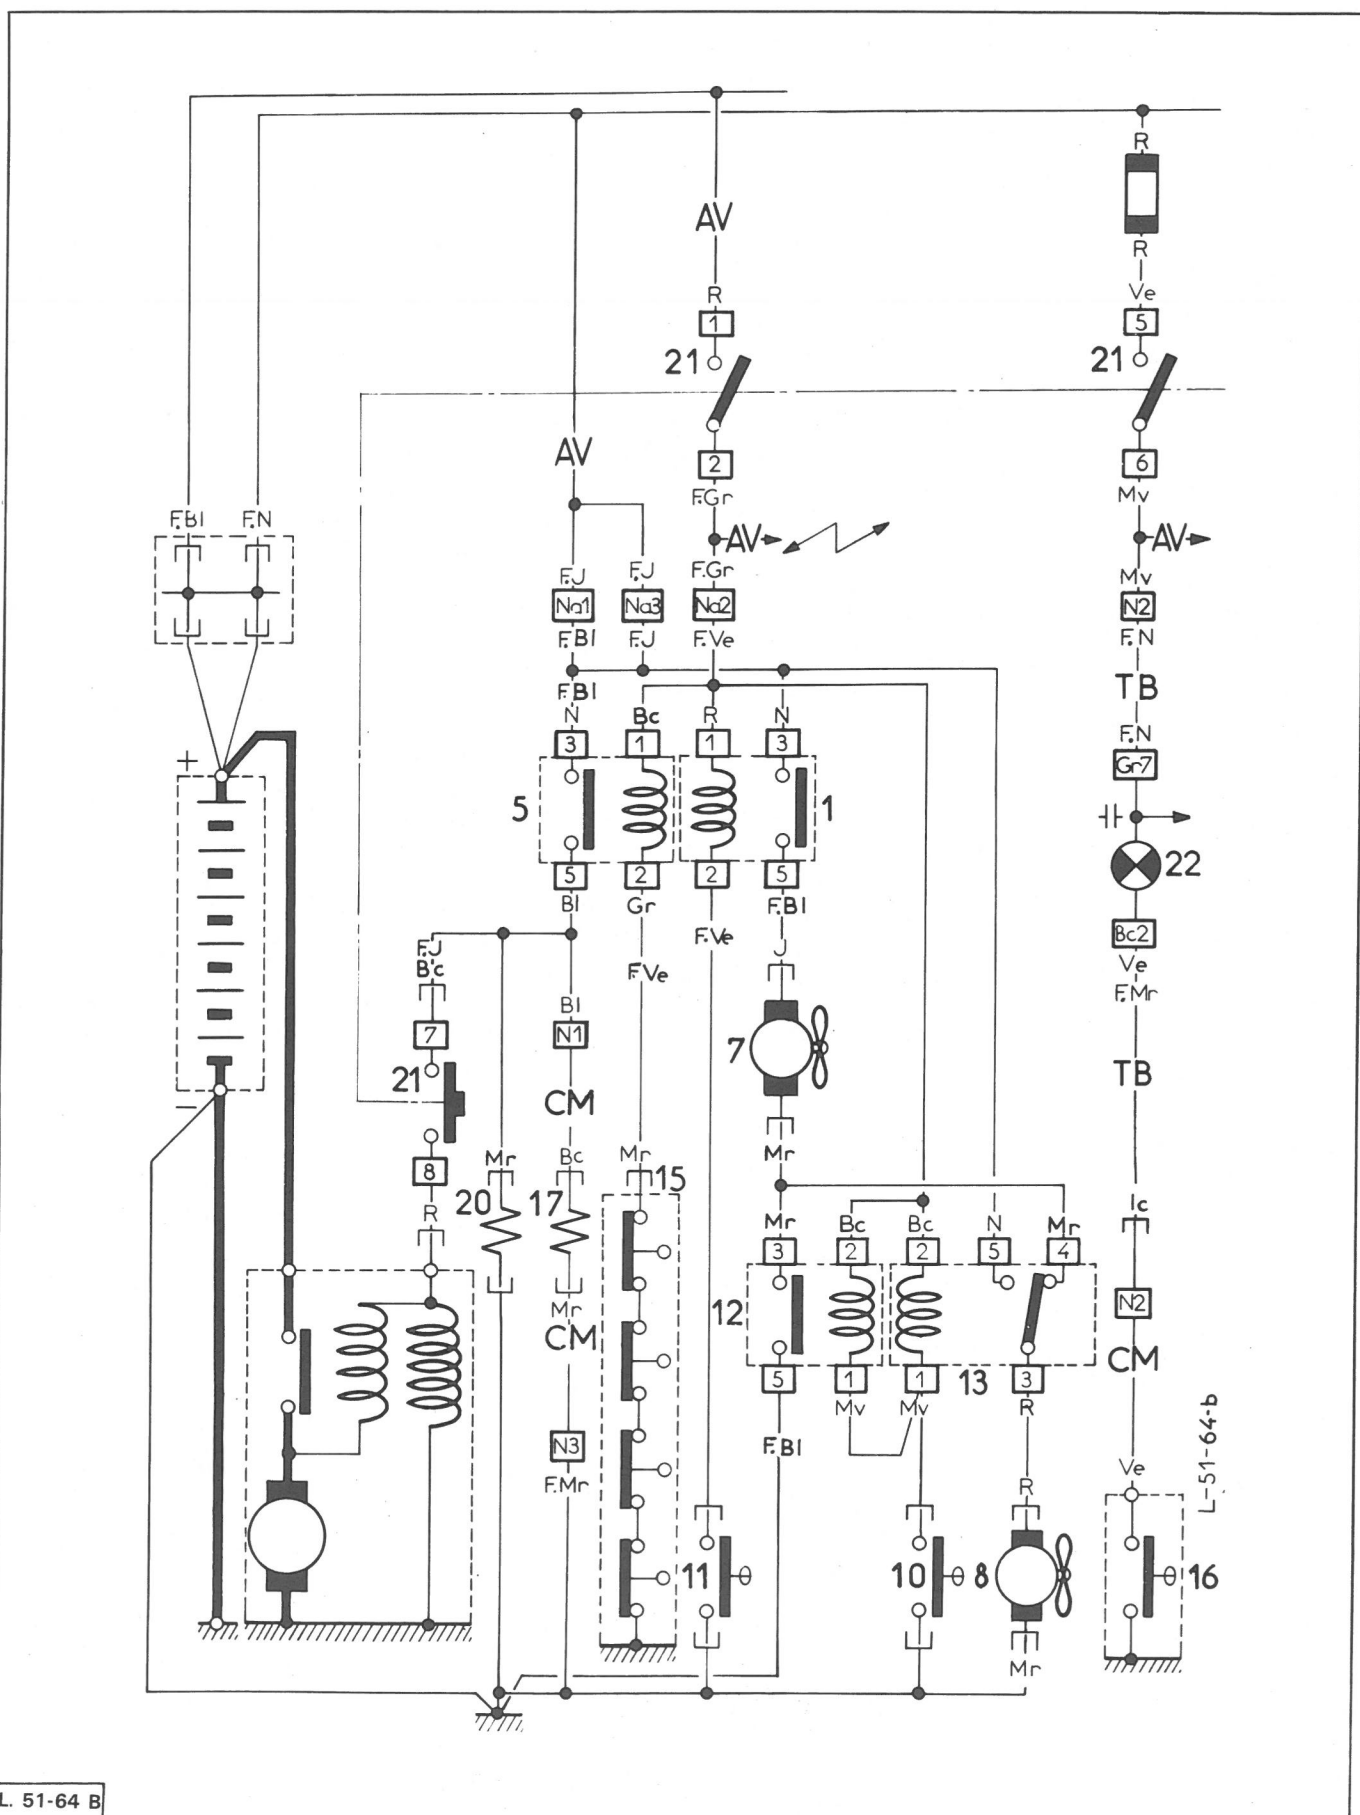 R
AV
R
R
Ve
1
5
21
21
AV
2
6
F.Gr
Mv
F.Bl
F.N
AV
AV
F.J
F.J
F.Gr
Mv
Na1
Na3
Na2
N2
F.Bl
F.J
F.Ve
F.N
TB
F.Bl
N
Bc
R
N
F.N
3
1
1
3
Gr7
+
5
1
22
5
2
2
5
Bl
Gr
F.Bl
Bc2
F.J
F.Ve
Bc
F.Ve
J
Ve
F.Mr
Bl
7
N1
7
21
TB
CM
−
Mr
Bc
Mr
15
Mr
8
20
17
R
Mr
Bc
Bc
N
Mr
Ic
3
2
2
5
4
Mr
12
N2
CM
CM
5
1
1
13
3
Mv
Mv
R
F.Bl
N3
F.Mr
R
Ve
L-51-64-b
11
10
8
16
Mr
L. 51-64 B